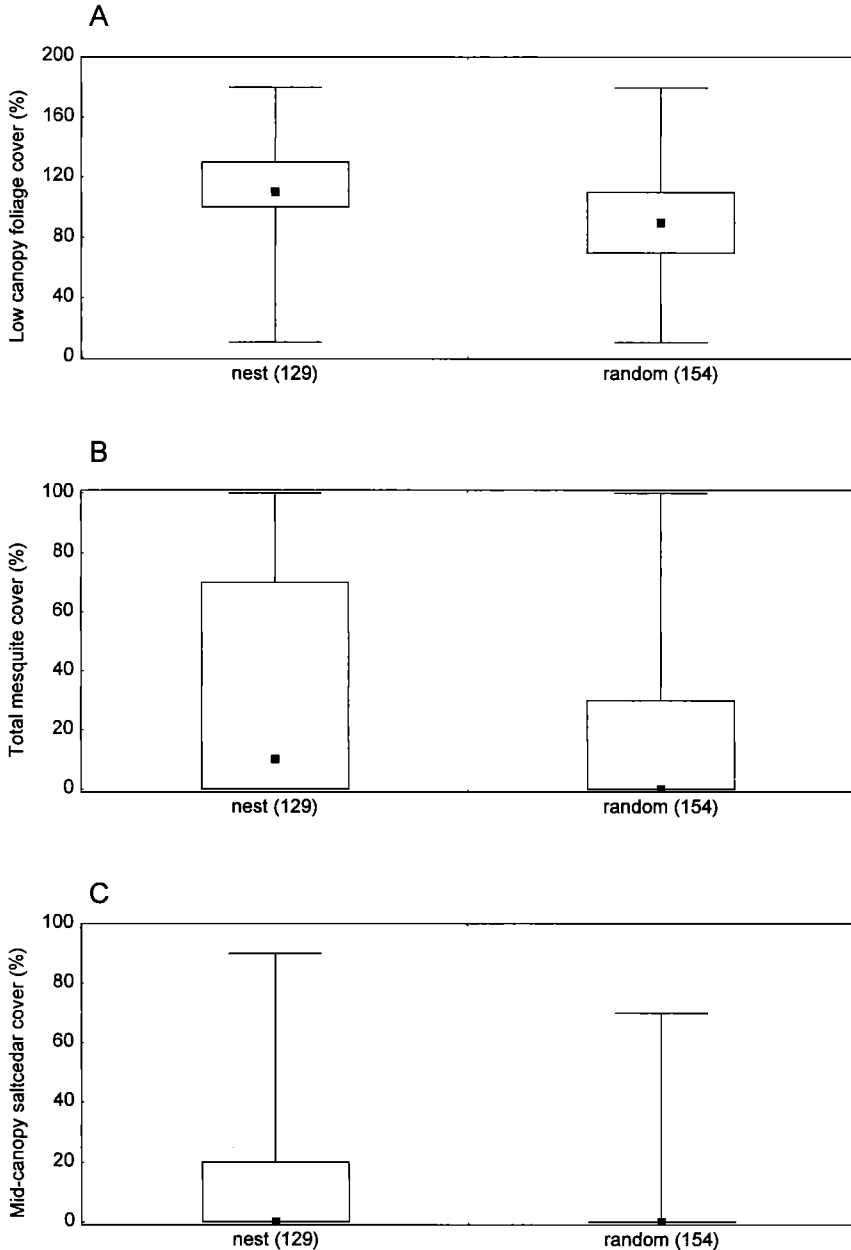 A
Low canopy foliage cover (%)
200
160
120
80
40
0
nest (129)
random (154)
B
Total mesquite cover (%)
100
80
60
40
20
0
nest (129)
random (154)
C
Mid-canopy saltcedar cover (%)
100
80
60
40
20
0
nest (129)
random (154)